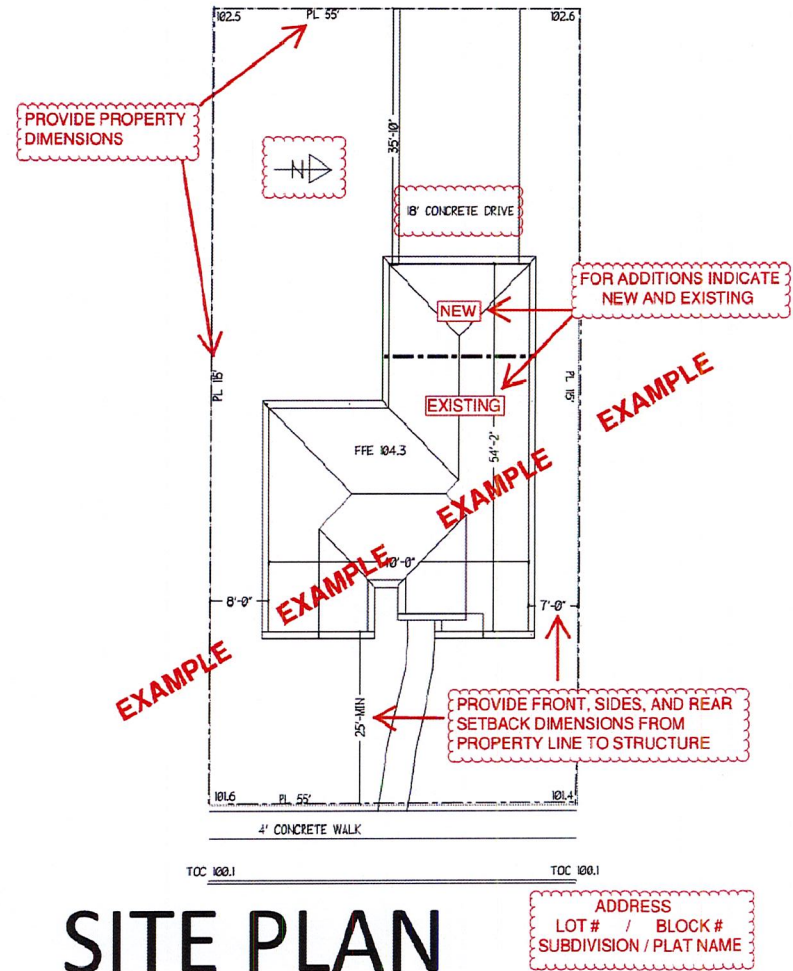 102.5
PL 55'
102.6
PROVIDE PROPERTY
DIMENSIONS
N
35'-10"
18' CONCRETE DRIVE
FOR ADDITIONS INDICATE
NEW AND EXISTING
NEW
PL 115'
PL 115'
EXISTING
EXAMPLE
FFE 104.3
54'-2"
EXAMPLE
40'-0"
EXAMPLE
8'-0"
7'-0"
EXAMPLE
25'-MIN
PROVIDE FRONT, SIDES, AND REAR
SETBACK DIMENSIONS FROM
PROPERTY LINE TO STRUCTURE
101.6
PL 55'
101.4
4' CONCRETE WALK
TOC 100.1
TOC 100.1
SITE PLAN
ADDRESS
LOT # / BLOCK #
SUBDIVISION / PLAT NAME